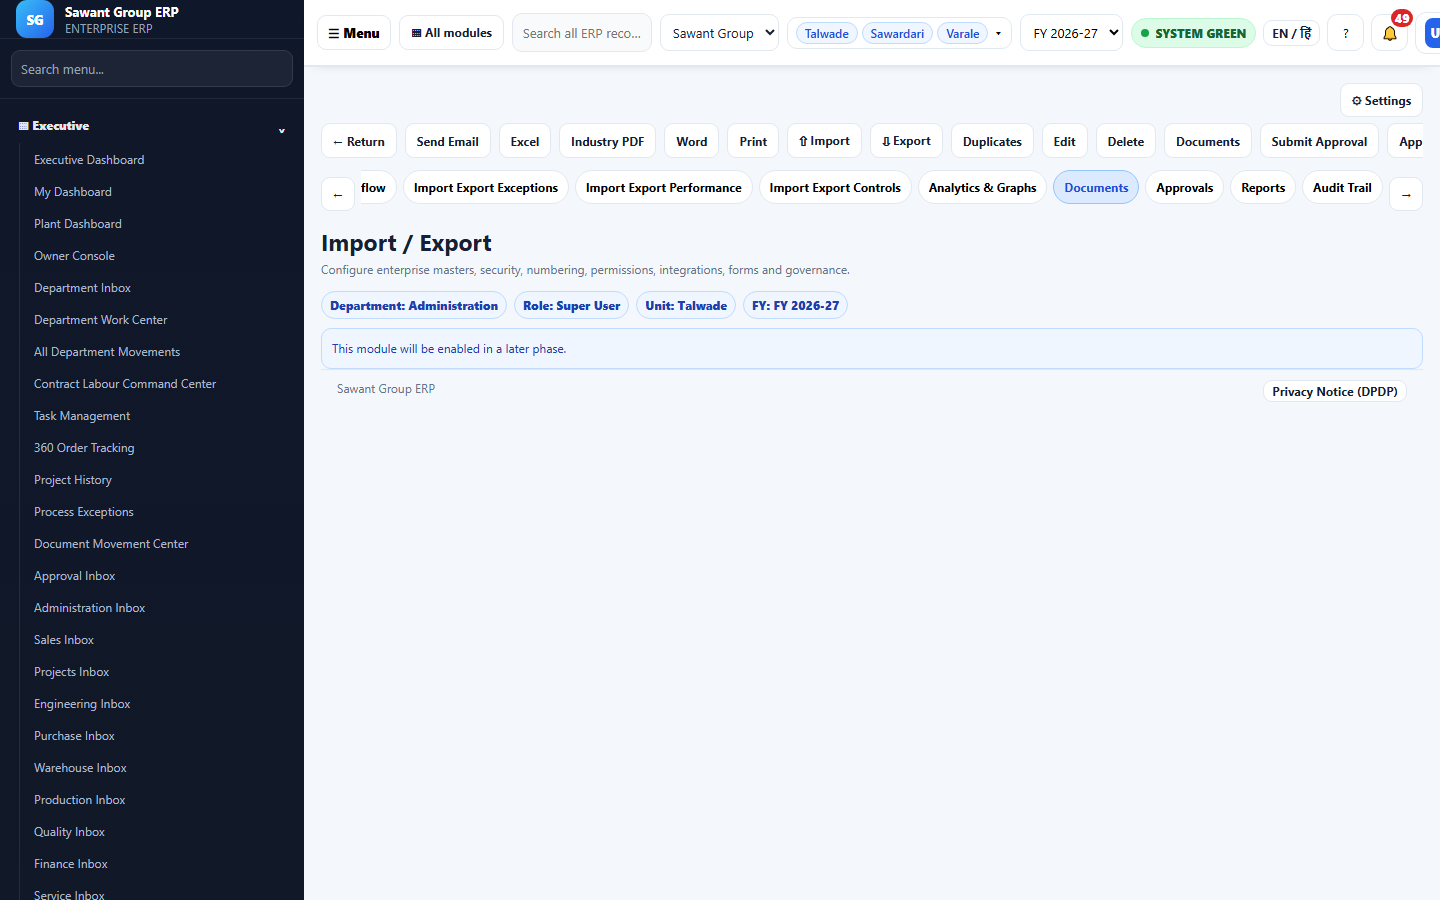 SG
Sawant Group ERP
ENTERPRISE ERP
Search menu...
Executive
Executive Dashboard
My Dashboard
Plant Dashboard
Owner Console
Department Inbox
Department Work Center
All Department Movements
Contract Labour Command Center
Task Management
360 Order Tracking
Project History
Process Exceptions
Document Movement Center
Approval Inbox
Administration Inbox
Sales Inbox
Projects Inbox
Engineering Inbox
Purchase Inbox
Warehouse Inbox
Production Inbox
Quality Inbox
Finance Inbox
Service Inbox
☰ Menu
All modules
Search all ERP reco...
Sawant Group
Talwade
Sawardari
Varale
FY 2026-27
SYSTEM GREEN
EN / हिं
?
49
U
⚙ Settings
← Return
Send Email
Excel
Industry PDF
Word
Print
⇧ Import
⇩ Export
Duplicates
Edit
Delete
Documents
Submit Approval
App
←
flow
Import Export Exceptions
Import Export Performance
Import Export Controls
Analytics & Graphs
Documents
Approvals
Reports
Audit Trail
→
Import / Export
Configure enterprise masters, security, numbering, permissions, integrations, forms and governance.
Department: Administration
Role: Super User
Unit: Talwade
FY: FY 2026-27
This module will be enabled in a later phase.
Sawant Group ERP
Privacy Notice (DPDP)